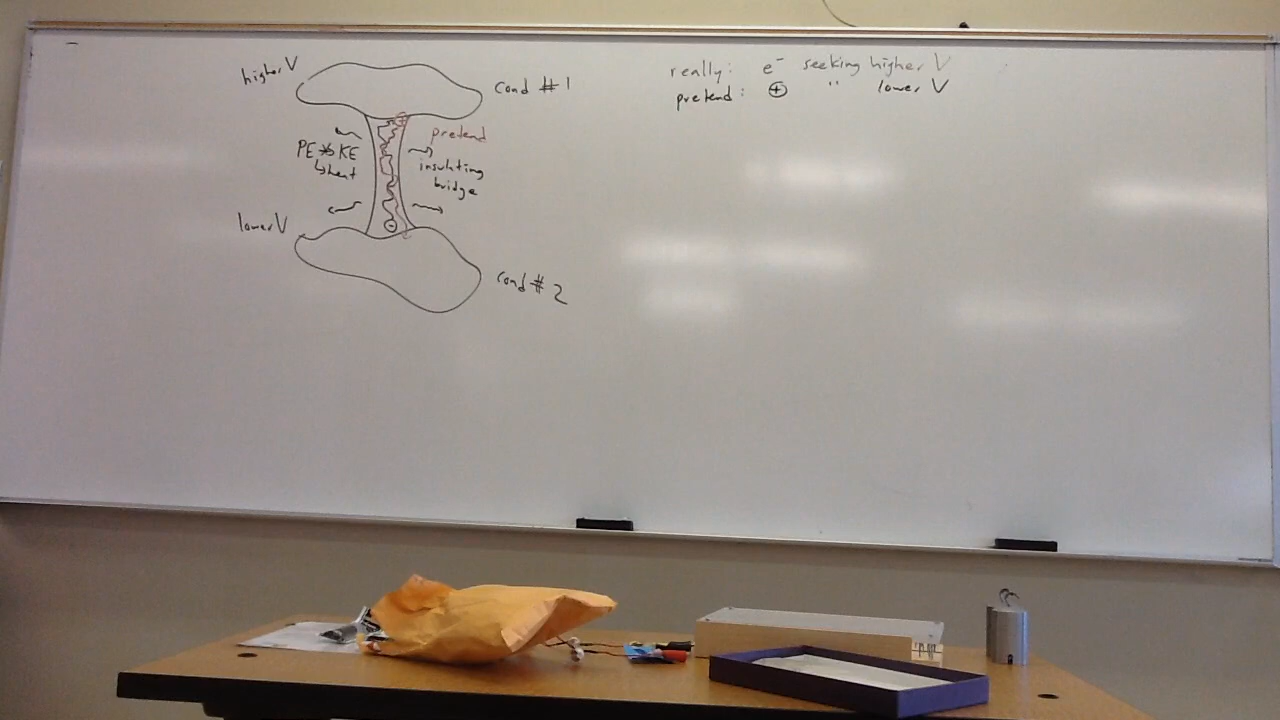 higher V
cond #1
pretend
PE → KE
↳ heat
insulating
bridge
lower V
cond #2
really: e⁻ seeking higher V
pretend: ⊕ " lower V